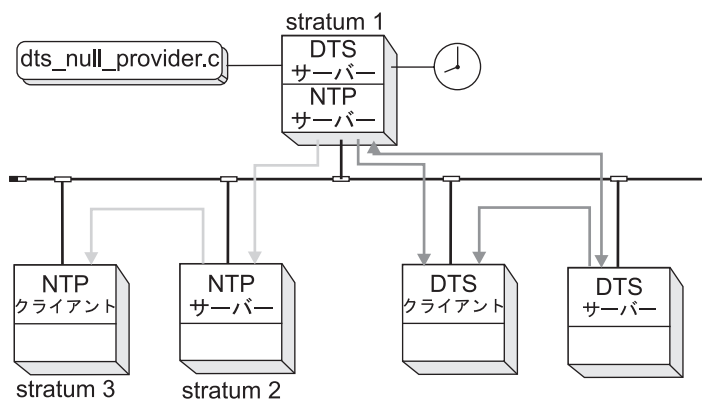 stratum 1
dts_null_provider.c
DTS
サーバー
NTP
サーバー
NTP
クライアント
NTP
サーバー
DTS
クライアント
DTS
サーバー
stratum 3
stratum 2